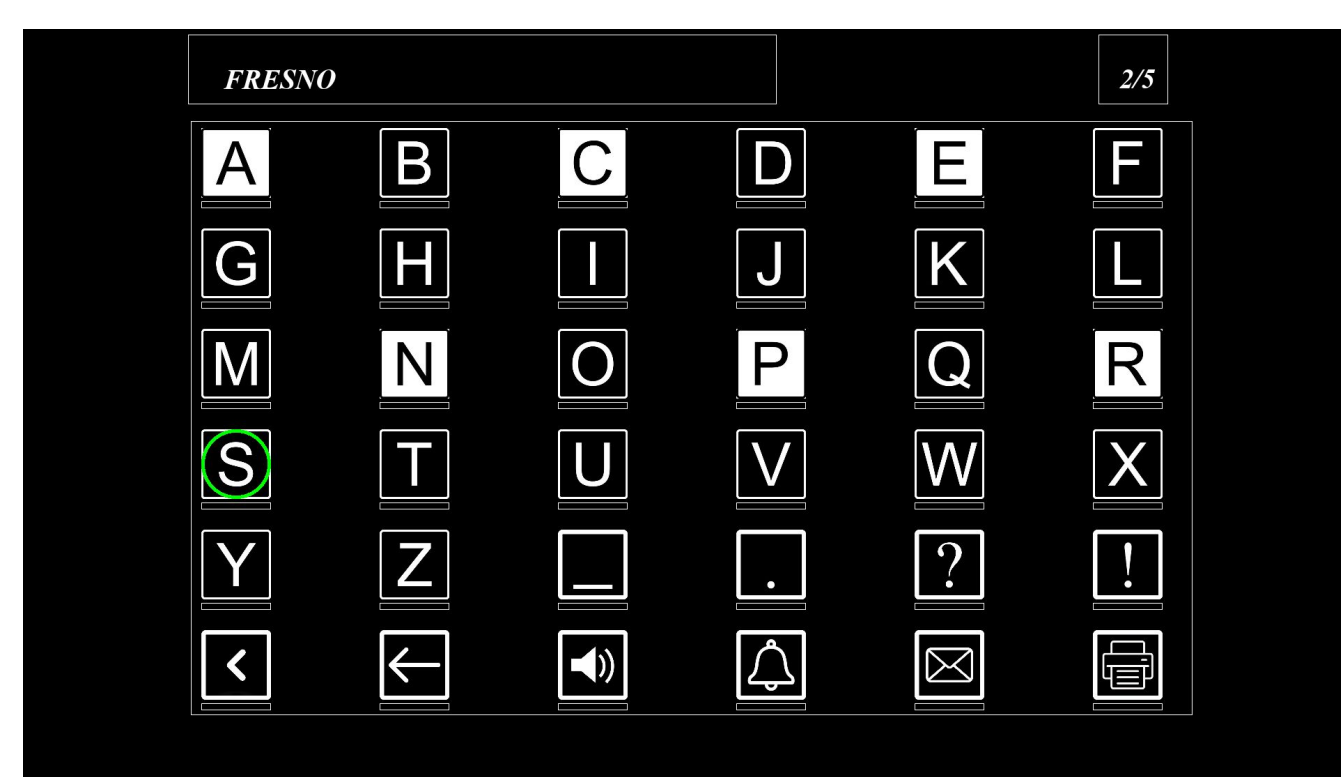 FRESNO 2/5
A B C D E F
G H I J K L
M N O P Q R
S T U V W X
Y Z _ . ? !